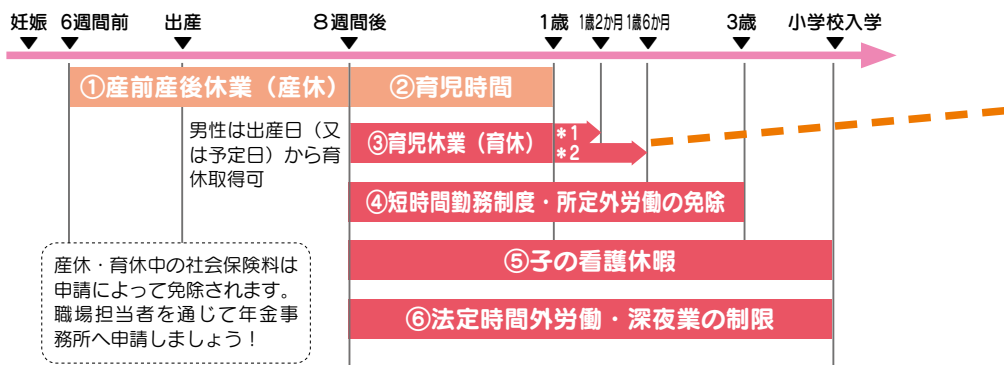 妊娠 6週間前 出産 8週間後 1歳 1歳2か月 1歳6か月 3歳 小学校入学
①産前産後休業（産休） ②育児時間
男性は出産日（又
は予定日）から育
休取得可
③育児休業（育休）
＊1
＊2
④短時間勤務制度・所定外労働の免除
⑤子の看護休暇
産休・育休中の社会保険料は
申請によって免除されます。
職場担当者を通じて年金事
務所へ申請しましょう！
⑥法定時間外労働・深夜業の制限